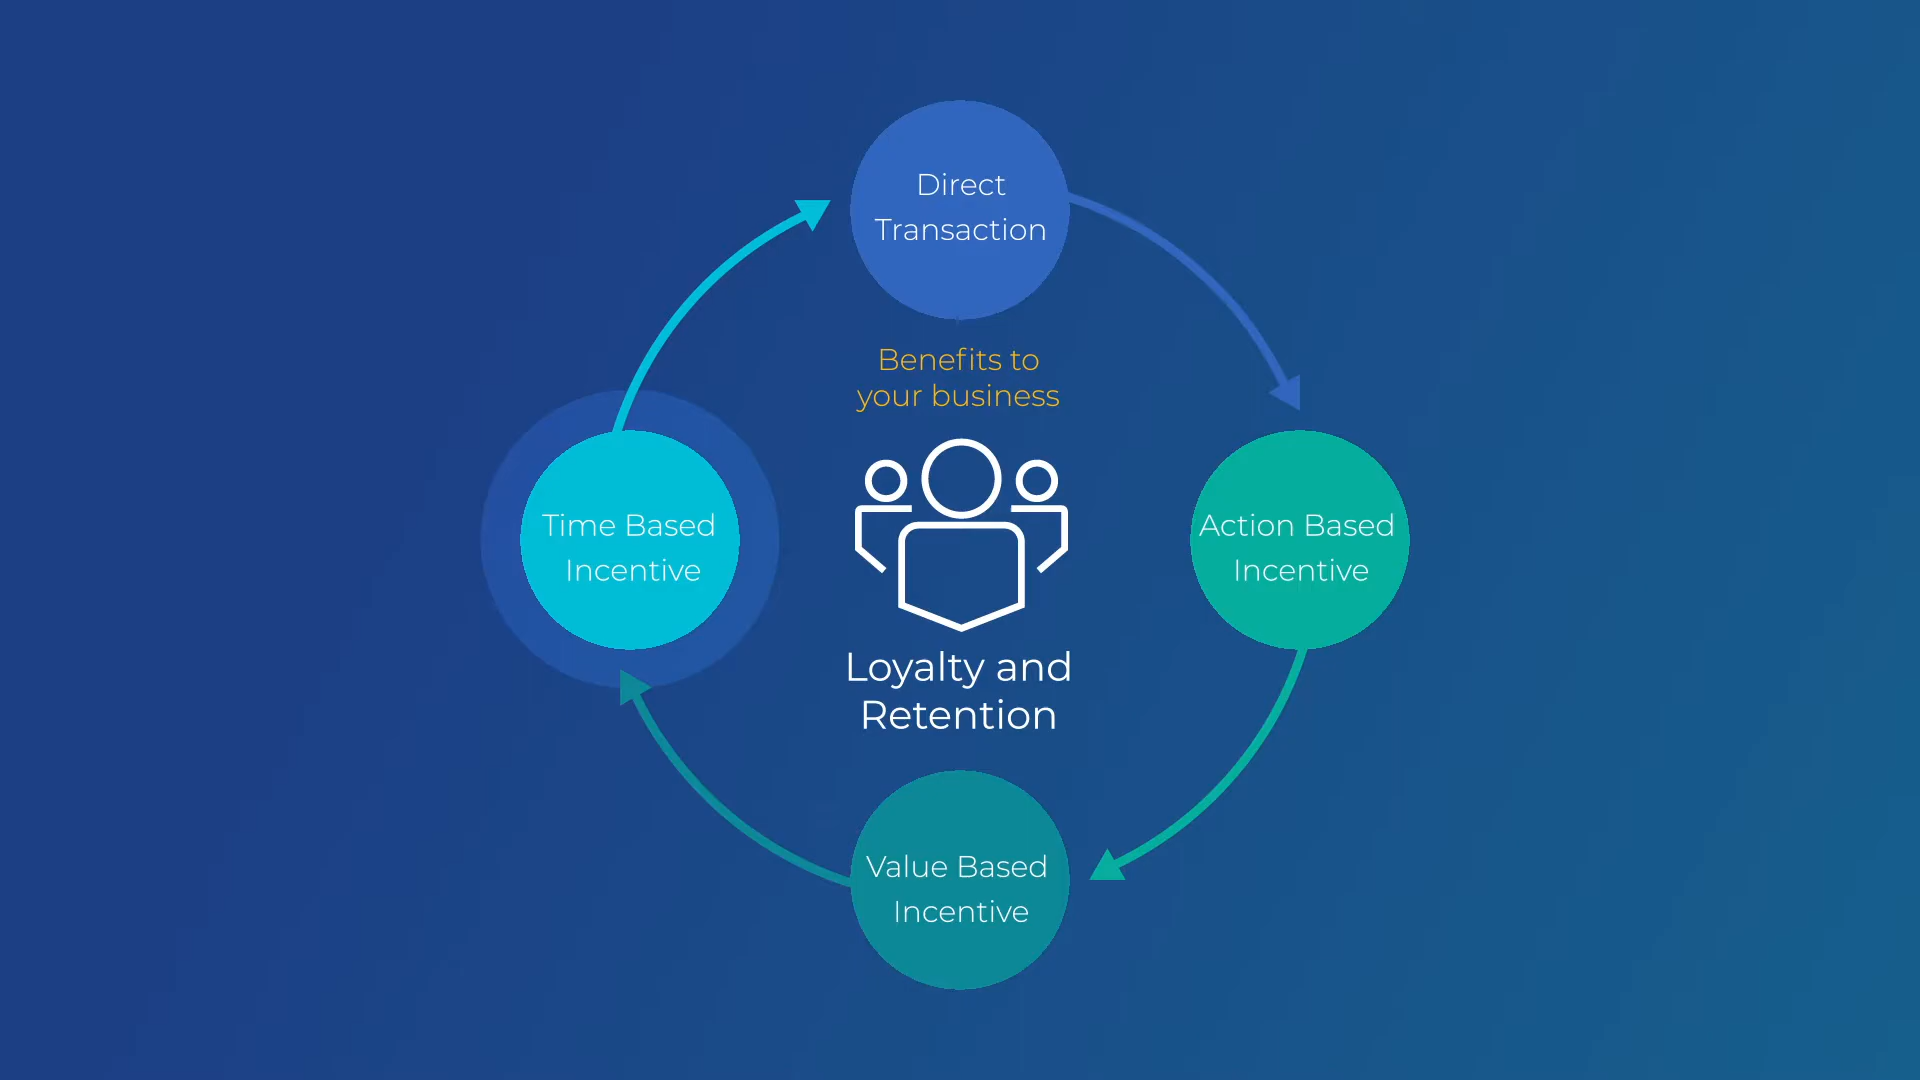 Direct
Transaction
Benefits to
your business
Time Based
Incentive
Action Based
Incentive
Loyalty and
Retention
Value Based
Incentive